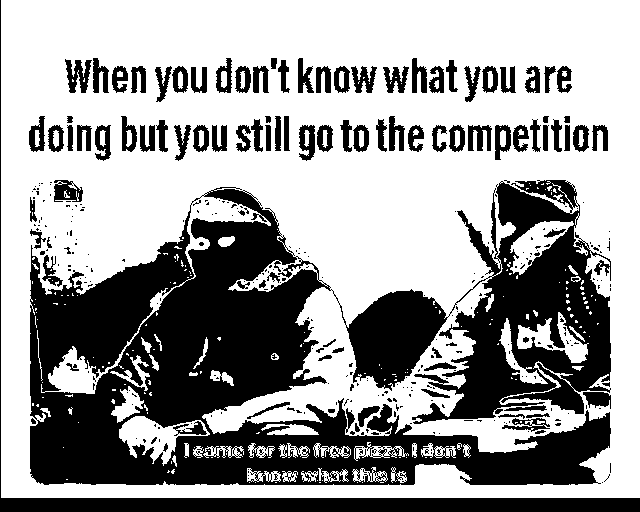 When you don't know what you are
doing but you still go to the competition
I came for the free pizza. I don't
know what this is